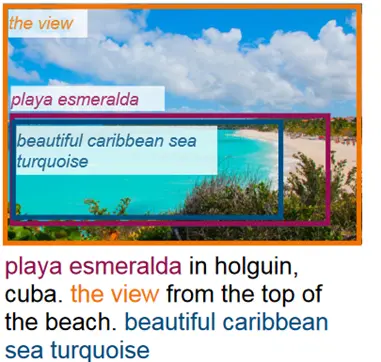 the view
playa esmeralda
beautiful caribbean sea
turquoise
playa esmeralda in holguin,
cuba. the view from the top of
the beach. beautiful caribbean
sea turquoise